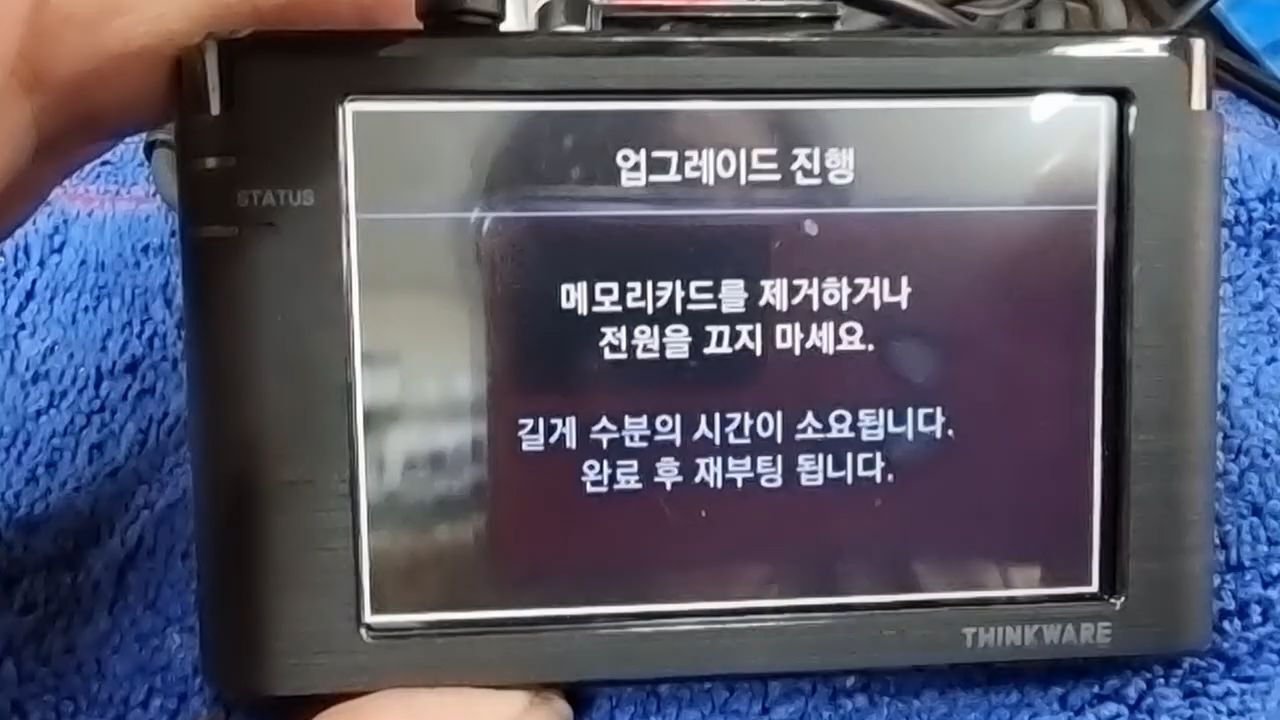 업그레이드 진행
STATUS
메모리카드를 제거하거나
전원을 끄지 마세요.
길게 수분의 시간이 소요됩니다.
완료 후 재부팅 됩니다.
THINKWARE